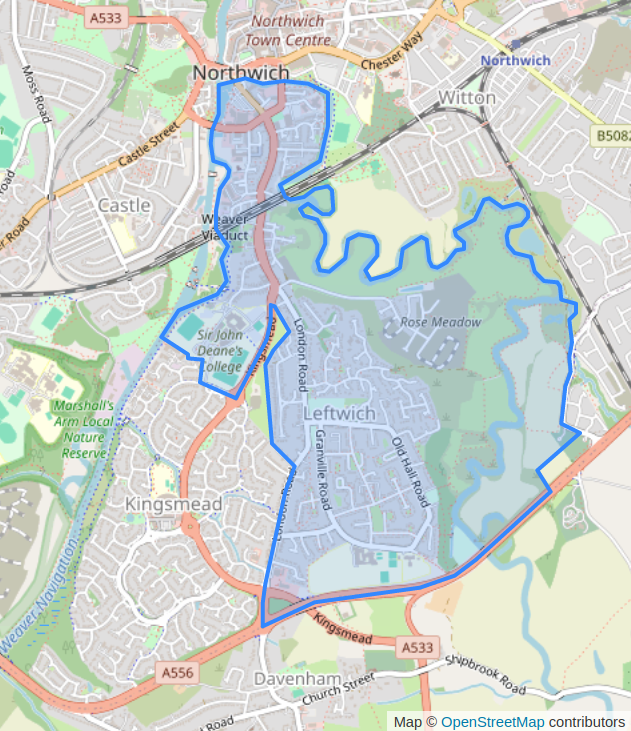 A533
Northwich
Town Centre
Chester Way
Northwich
Northwich
Moss Road
Witton
B5082
Castle Street
Castle
Weaver
Viaduct
Sir John
Deane's
College
Kingsmead
London Road
Rose Meadow
Marshall's
Arm Local
Nature
Reserve
Leftwich
Granville Road
Old Hall Road
Kingsmead
London Road
Weaver Navigation
Kingsmead
A533
A556
Davenham
Church Street
Shipbrook Road
Road
Map © OpenStreetMap contributors